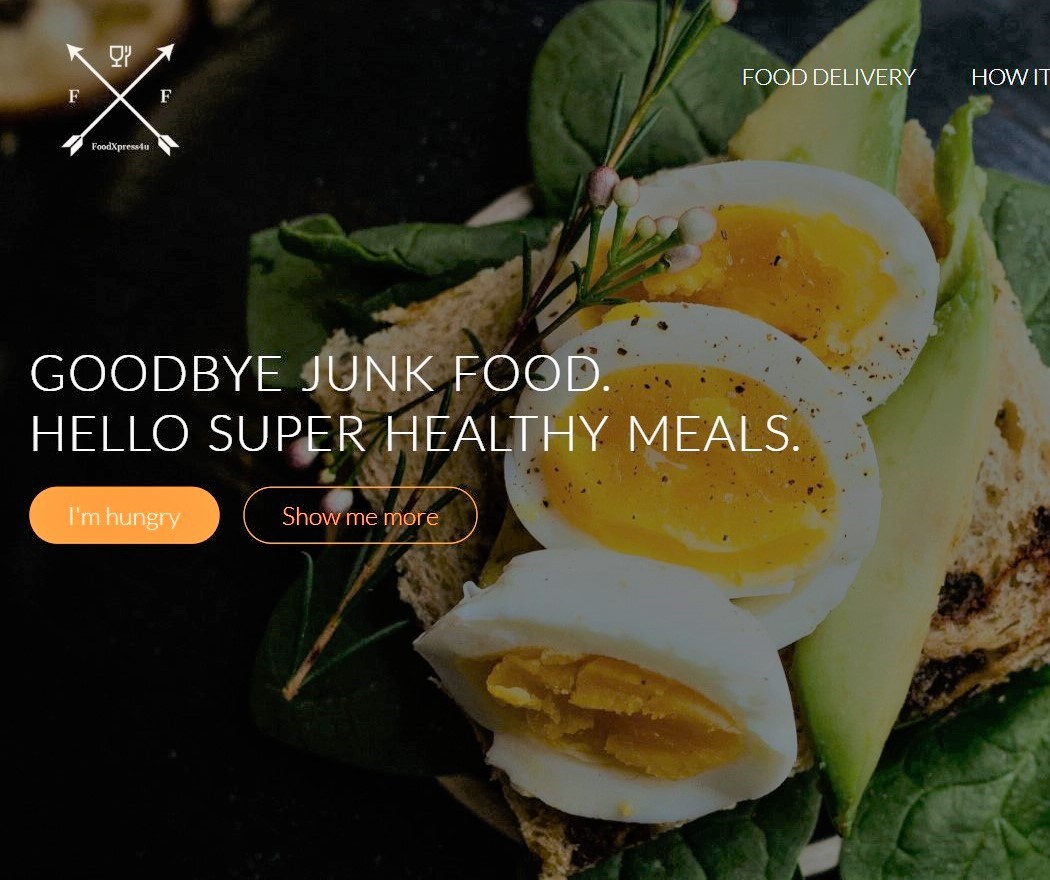 F F
FoodXpress4u
FOOD DELIVERY HOW IT
GOODBYE JUNK FOOD.
HELLO SUPER HEALTHY MEALS.
I'm hungry Show me more